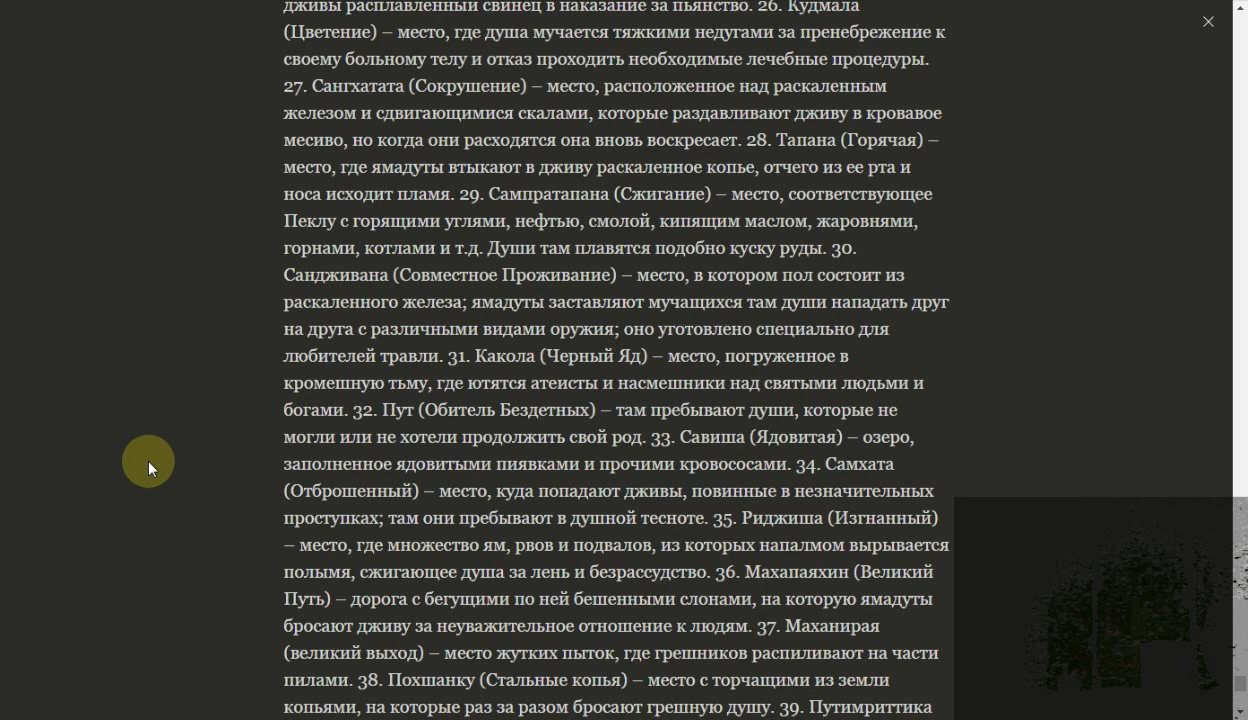 дживы расплавленный свинец в наказание за пьянство. 26. Кудмала
(Цветение) – место, где душа мучается тяжкими недугами за пренебрежение к
своему больному телу и отказ проходить необходимые лечебные процедуры.
27. Сангхатата (Сокрушение) – место, расположенное над раскаленным
железом и сдвигающимися скалами, которые раздавливают дживу в кровавое
месиво, но когда они расходятся она вновь воскресает. 28. Тапана (Горячая) –
место, где ямадуты втыкают в дживу раскаленное копье, отчего из ее рта и
носа исходит пламя. 29. Сампратапана (Сжигание) – место, соответствующее
Пеклу с горящими углями, нефтью, смолой, кипящим маслом, жаровнями,
горнами, котлами и т.д. Души там плавятся подобно куску руды. 30.
Сандживана (Совместное Проживание) – место, в котором пол состоит из
раскаленного железа; ямадуты заставляют мучащихся там души нападать друг
на друга с различными видами оружия; оно уготовлено специально для
любителей травли. 31. Какола (Черный Яд) – место, погруженное в
кромешную тьму, где ютятся атеисты и насмешники над святыми людьми и
богами. 32. Пут (Обитель Бездетных) – там пребывают души, которые не
могли или не хотели продолжить свой род. 33. Савиша (Ядовитая) – озеро,
заполненное ядовитыми пиявками и прочими кровососами. 34. Самхата
(Отброшенный) – место, куда попадают дживы, повинные в незначительных
проступках; там они пребывают в душной тесноте. 35. Риджиша (Изгнанный)
– место, где множество ям, рвов и подвалов, из которых напалмом вырывается
полымя, сжигающее душа за лень и безрассудство. 36. Махапаяхин (Великий
Путь) – дорога с бегущими по ней бешенными слонами, на которую ямадуты
бросают дживу за неуважительное отношение к людям. 37. Маханирая
(великий выход) – место жутких пыток, где грешников распиливают на части
пилами. 38. Похшанку (Стальные копья) – место с торчащими из земли
копьями, на которые раз за разом бросают грешную душу. 39. Путимриттика